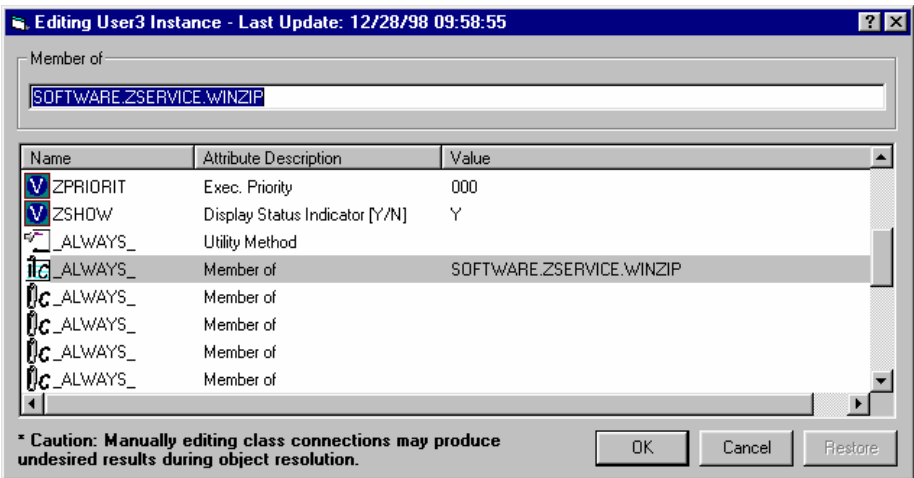 Editing User3 Instance - Last Update: 12/28/98 09:58:55
Member of
SOFTWARE.ZSERVICE.WINZIP
Name Attribute Description Value
V ZPRIORIT Exec. Priority 000
V ZSHOW Display Status Indicator [Y/N] Y
_ALWAYS_ Utility Method
C _ALWAYS_ Member of SOFTWARE.ZSERVICE.WINZIP
C _ALWAYS_ Member of
C _ALWAYS_ Member of
C _ALWAYS_ Member of
C _ALWAYS_ Member of
* Caution: Manually editing class connections may produce
undesired results during object resolution.
OK Cancel Restore